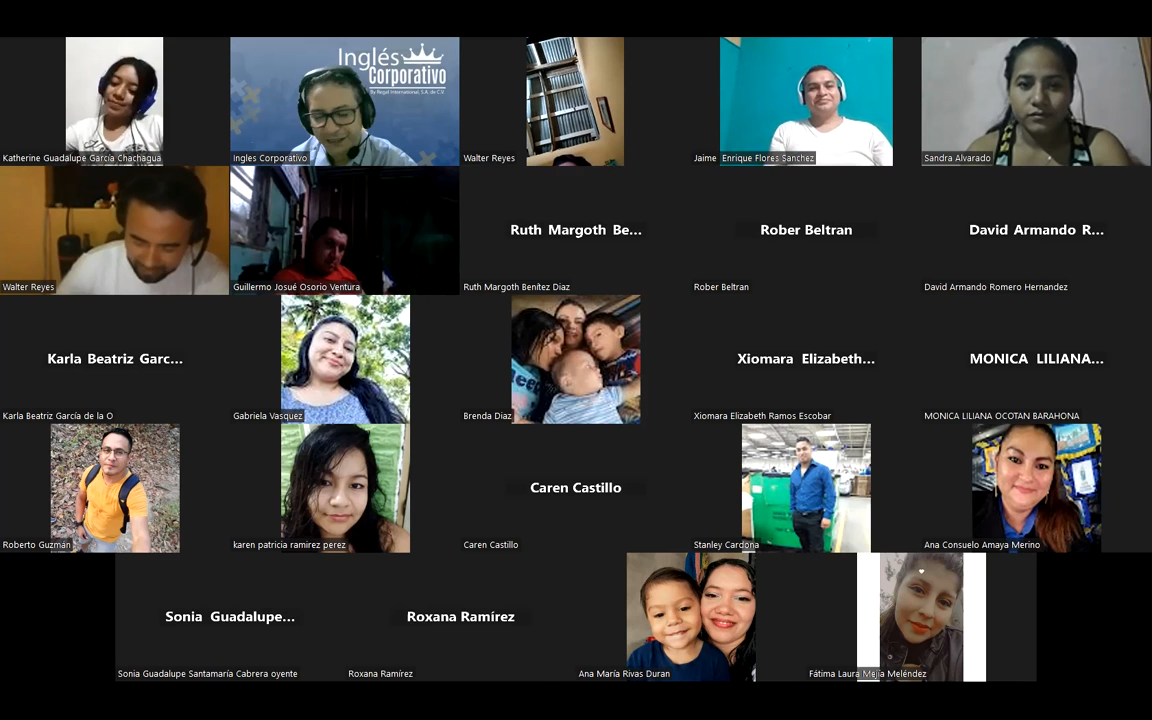 Inglés
Corporativo
By Regat International, S.A. de C.V.
Katherine Guadalupe García Chachagua
Ingles Corporativo
Walter Reyes
Jaime Enrique Flores Sanchez
Sandra Alvarado
Ruth Margoth Be...
Rober Beltran
David Armando R...
Walter Reyes
Guillermo Josué Osorio Ventura
Ruth Margoth Benítez Diaz
Rober Beltran
David Armando Romero Hernandez
Karla Beatriz Garc...
Xiomara Elizabeth...
MONICA LILIANA...
Karla Beatriz García de la O
Gabriela Vasquez
Brenda Diaz
Xiomara Elizabeth Ramos Escobar
MONICA LILIANA OCOTAN BARAHONA
Caren Castillo
Roberto Guzmán
karen patricia ramirez perez
Caren Castillo
Stanley Cardona
Ana Consuelo Amaya Merino
Sonia Guadalupe...
Roxana Ramírez
Sonia Guadalupe Santamaría Cabrera oyente
Roxana Ramírez
Ana María Rivas Duran
Fátima Laura Mejía Meléndez